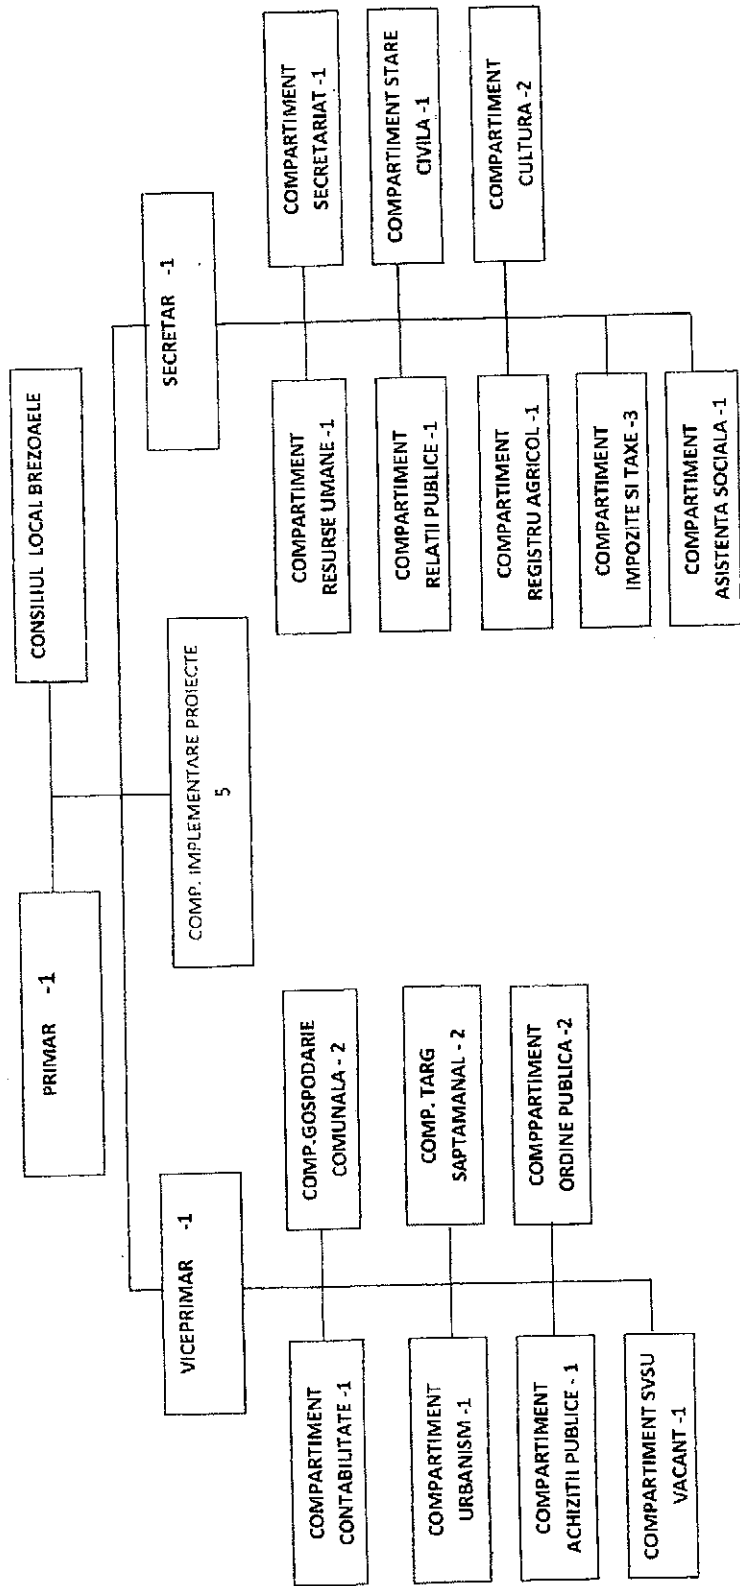 PRIMAR -1
CONSILIUL LOCAL BREZOAELE
VICEPRIMAR -1
COMP. IMPLEMENTARE PROIECTE
5
SECRETAR -1
COMPARTIMENT
CONTABILITATE -1
COMP.GOSPODARIE
COMUNALA - 2
COMPARTIMENT
URBANISM -1
COMP. TARG
SAPTAMANAL - 2
COMPARTIMENT
ACHIZITII PUBLICE - 1
COMPPARTIMENT
ORDINE PUBLICA -2
COMPARTIMENT SVSU
VACANT -1
COMPARTIMENT
RESURSE UMANE -1
COMPARTIMENT
SECRETARIAT -1
COMPARTIMENT
RELATII PUBLICE -1
COMPARTIMENT STARE
CIVILA -1
COMPARTIMENT
REGISTRU AGRICOL -1
COMPARTIMENT
CULTURA -2
COMPARTIMENT
IMPOZITE SI TAXE -3
COMPARTIMENT
ASISTENTA SOCIALA -1